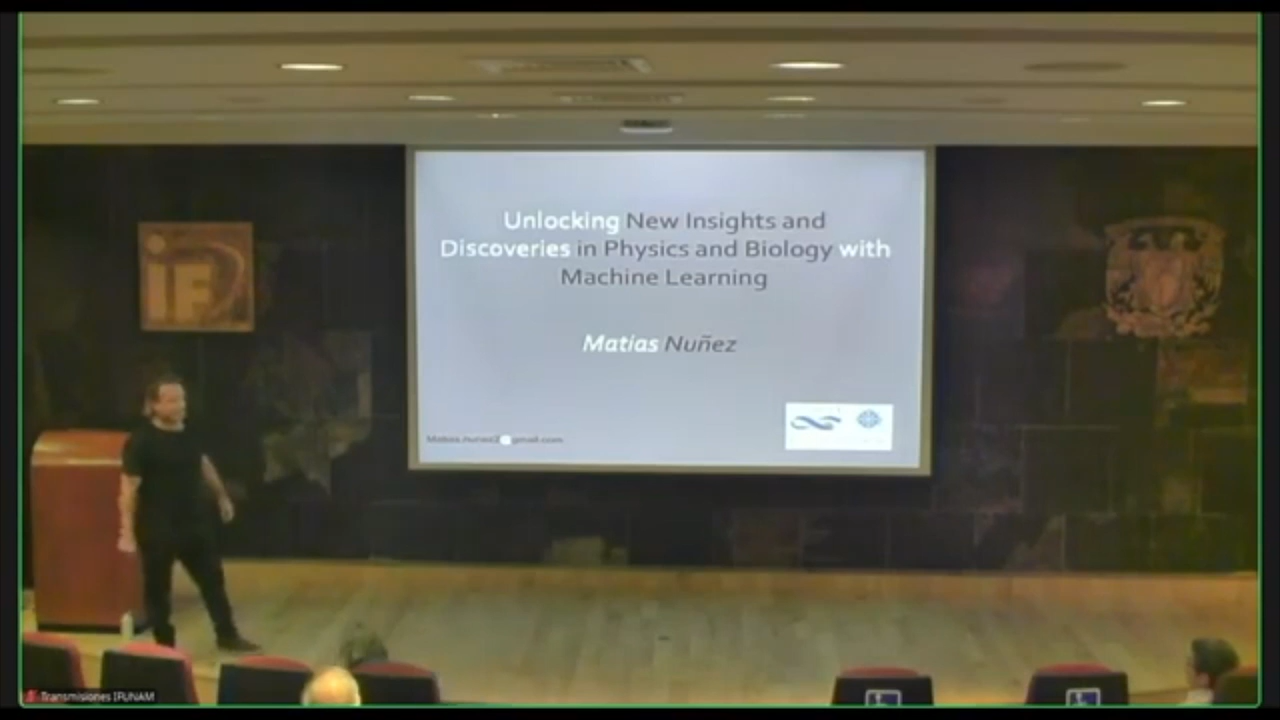 Unlocking New Insights and
Discoveries in Physics and Biology with
Machine Learning
Matias Nuñez
iF
Transmisiones IFUNAM